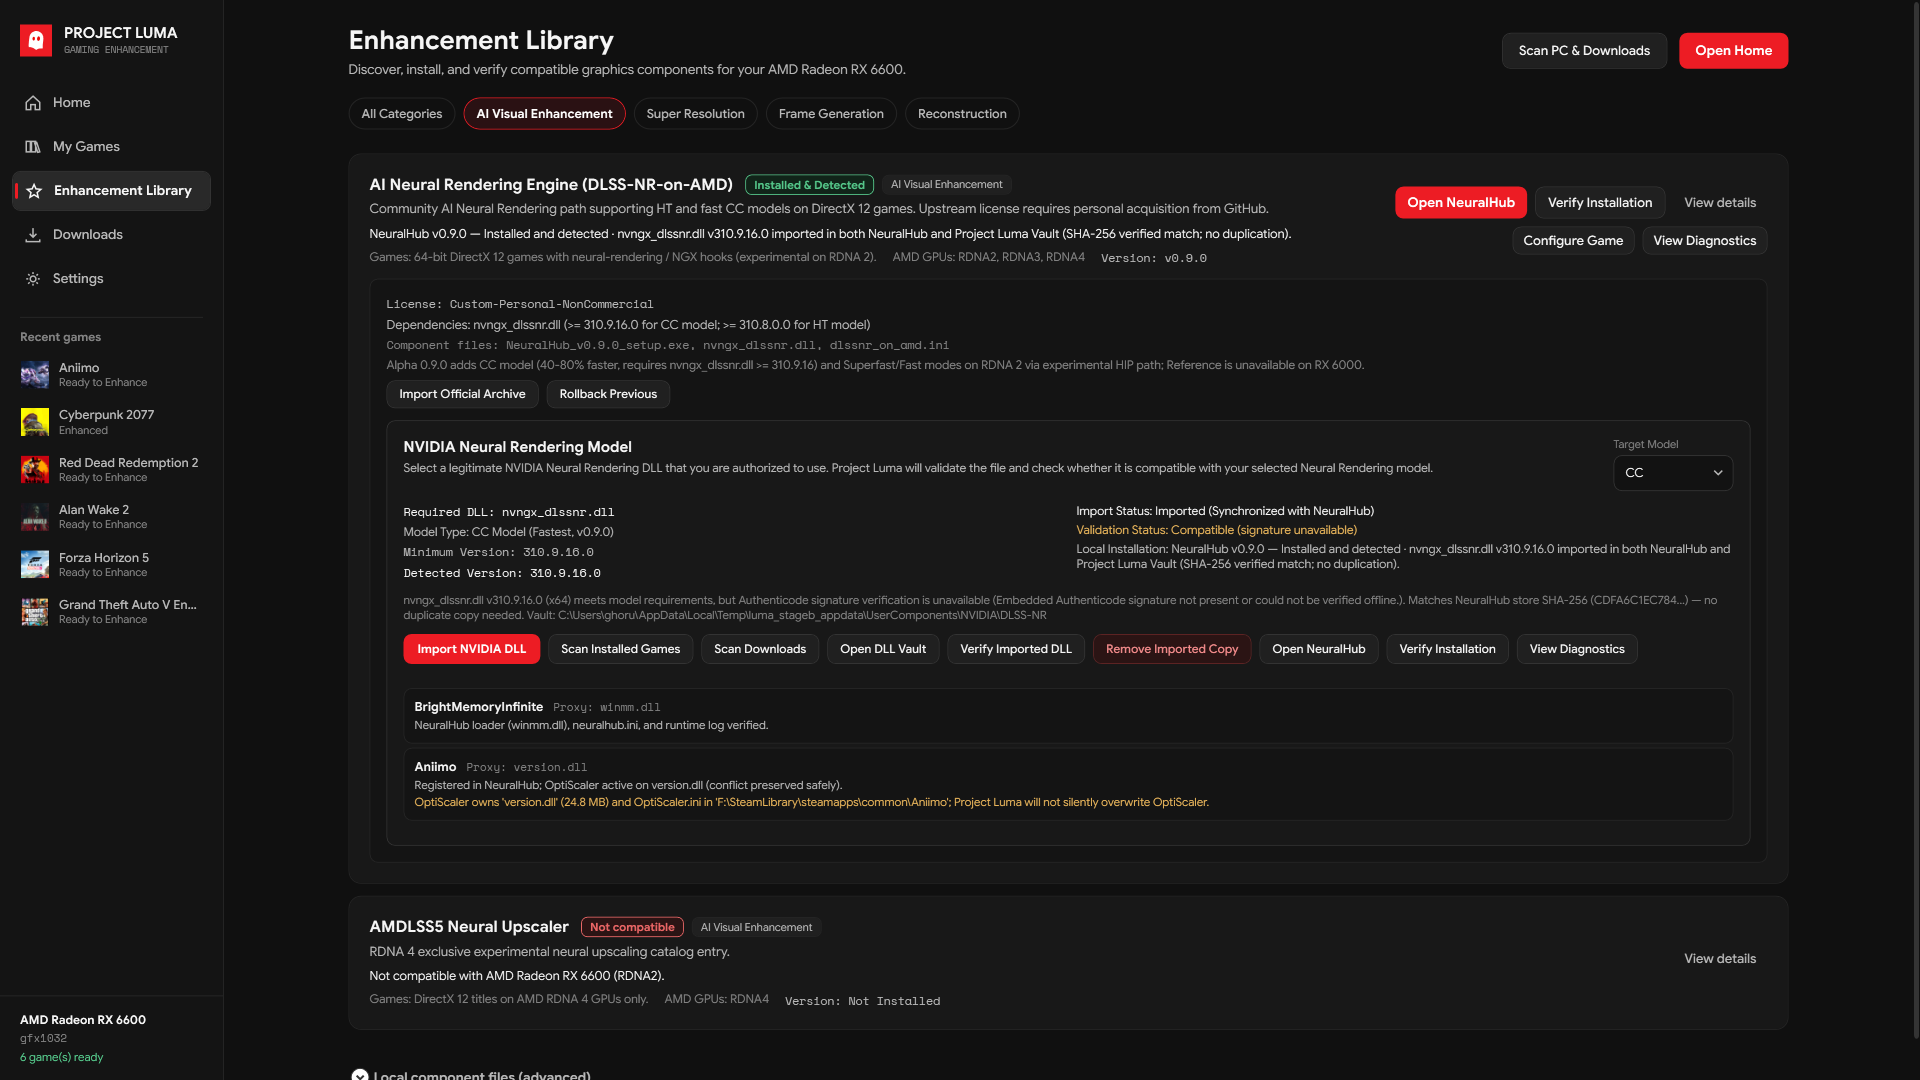 PROJECT LUMA
GAMING ENHANCEMENT
Home
My Games
Enhancement Library
Downloads
Settings
Recent games
Aniimo
Ready to Enhance
Cyberpunk 2077
Enhanced
Red Dead Redemption 2
Ready to Enhance
Alan Wake 2
Ready to Enhance
Forza Horizon 5
Ready to Enhance
Grand Theft Auto V En...
Ready to Enhance
AMD Radeon RX 6600
gfx1032
6 game(s) ready
Enhancement Library
Discover, install, and verify compatible graphics components for your AMD Radeon RX 6600.
Scan PC & Downloads
Open Home
All Categories
AI Visual Enhancement
Super Resolution
Frame Generation
Reconstruction
AI Neural Rendering Engine (DLSS-NR-on-AMD) Installed & Detected AI Visual Enhancement
Community AI Neural Rendering path supporting HT and fast CC models on DirectX 12 games. Upstream license requires personal acquisition from GitHub.
NeuralHub v0.9.0 — Installed and detected · nvngx_dlssnr.dll v310.9.16.0 imported in both NeuralHub and Project Luma Vault (SHA-256 verified match; no duplication).
Games: 64-bit DirectX 12 games with neural-rendering / NGX hooks (experimental on RDNA 2). AMD GPUs: RDNA2, RDNA3, RDNA4 Version: v0.9.0
Open NeuralHub
Verify Installation
View details
Configure Game
View Diagnostics
License: Custom-Personal-NonCommercial
Dependencies: nvngx_dlssnr.dll (>= 310.9.16.0 for CC model; >= 310.8.0.0 for HT model)
Component files: NeuralHub_v0.9.0_setup.exe, nvngx_dlssnr.dll, dlssnr_on_amd.ini
Alpha 0.9.0 adds CC model (40-80% faster, requires nvngx_dlssnr.dll >= 310.9.16) and Superfast/Fast modes on RDNA 2 via experimental HIP path; Reference is unavailable on RX 6000.
Import Official Archive
Rollback Previous
NVIDIA Neural Rendering Model
Select a legitimate NVIDIA Neural Rendering DLL that you are authorized to use. Project Luma will validate the file and check whether it is compatible with your selected Neural Rendering model.
Target Model
CC
Required DLL: nvngx_dlssnr.dll
Model Type: CC Model (Fastest, v0.9.0)
Minimum Version: 310.9.16.0
Detected Version: 310.9.16.0
Import Status: Imported (Synchronized with NeuralHub)
Validation Status: Compatible (signature unavailable)
Local Installation: NeuralHub v0.9.0 — Installed and detected · nvngx_dlssnr.dll v310.9.16.0 imported in both NeuralHub and
Project Luma Vault (SHA-256 verified match; no duplication).
nvngx_dlssnr.dll v310.9.16.0 (x64) meets model requirements, but Authenticode signature verification is unavailable (Embedded Authenticode signature not present or could not be verified offline.). Matches NeuralHub store SHA-256 (CDFA6C1EC784...) — no
duplicate copy needed. Vault: C:\Users\ghoru\AppData\Local\Temp\luma_stageb_appdata\UserComponents\NVIDIA\DLSS-NR
Import NVIDIA DLL
Scan Installed Games
Scan Downloads
Open DLL Vault
Verify Imported DLL
Remove Imported Copy
Open NeuralHub
Verify Installation
View Diagnostics
BrightMemoryInfinite Proxy: winmm.dll
NeuralHub loader (winmm.dll), neuralhub.ini, and runtime log verified.
Aniimo Proxy: version.dll
Registered in NeuralHub; OptiScaler active on version.dll (conflict preserved safely).
OptiScaler owns 'version.dll' (24.8 MB) and OptiScaler.ini in 'F:\SteamLibrary\steamapps\common\Aniimo'; Project Luma will not silently overwrite OptiScaler.
AMDLSS5 Neural Upscaler Not compatible AI Visual Enhancement
RDNA 4 exclusive experimental neural upscaling catalog entry.
Not compatible with AMD Radeon RX 6600 (RDNA2).
Games: DirectX 12 titles on AMD RDNA 4 GPUs only. AMD GPUs: RDNA4 Version: Not Installed
View details
Local component files (advanced)